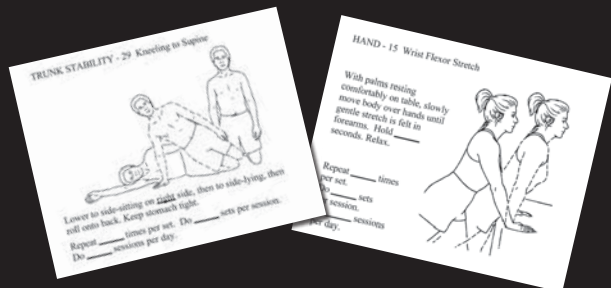 TRUNK STABILITY - 29 Kneeling to Supine
Lower to side-sitting on right side, then to side-lying, then
roll onto back. Keep stomach tight.
Repeat _____ times per set. Do _____ sets per session.
Do _____ sessions per day.
HAND - 15 Wrist Flexor Stretch
With palms resting
comfortably on table, slowly
move body over hands until
gentle stretch is felt in
forearms. Hold _____
seconds. Relax.
Repeat _____ times
per set.
Do _____ sets
per session.
_____ sessions
per day.